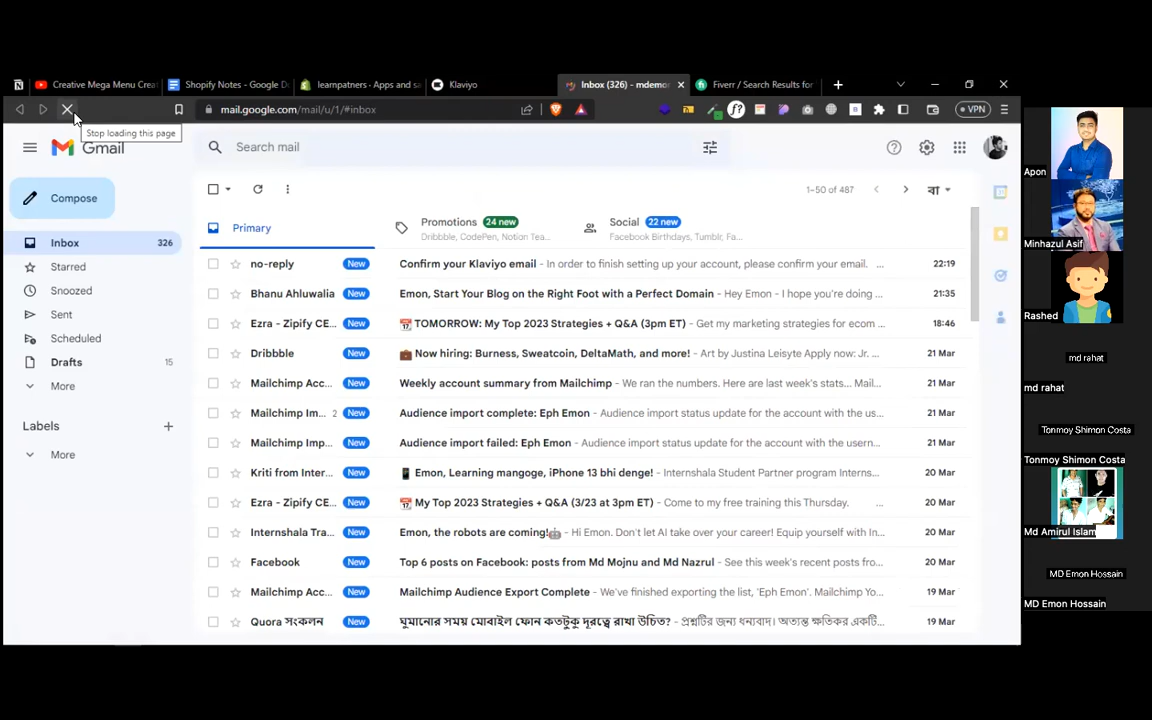 Creative Mega Menu Crea
Shopify Notes - Google D
learnpatners - Apps and sa
Klaviyo
Inbox (326) - mdemo
Fiverr / Search Results for
mail.google.com/mail/u/1/#inbox
VPN
Stop loading this page
Gmail
Search mail
Compose
1-50 of 487
বা
Inbox 326
Starred
Snoozed
Sent
Scheduled
Drafts 15
More
Labels
More
Primary
Promotions 24 new
Dribbble, CodePen, Notion Tea...
Social 22 new
Facebook Birthdays, Tumblr, Fa...
no-reply New Confirm your Klaviyo email - In order to finish setting up your account, please confirm your email. ... 22:19
Bhanu Ahluwalia New Emon, Start Your Blog on the Right Foot with a Perfect Domain - Hey Emon - I hope you're doing ... 21:35
Ezra - Zipify CE... New 📆 TOMORROW: My Top 2023 Strategies + Q&A (3pm ET) - Get my marketing strategies for ecom ... 18:46
Dribbble New 💼 Now hiring: Burness, Sweatcoin, DeltaMath, and more! - Art by Justina Leisyte Apply now: Jr. ... 21 Mar
Mailchimp Acc... New Weekly account summary from Mailchimp - We ran the numbers. Here are last week's stats... Mail... 21 Mar
Mailchimp Im... 2 New Audience import complete: Eph Emon - Audience import status update for the account with the us... 21 Mar
Mailchimp Imp... New Audience import failed: Eph Emon - Audience import status update for the account with the usern... 21 Mar
Kriti from Inter... New 📱 Emon, Learning mangoge, iPhone 13 bhi denge! - Internshala Student Partner program Interns... 20 Mar
Ezra - Zipify CE... New 📆 My Top 2023 Strategies + Q&A (3/23 at 3pm ET) - Come to my free training this Thursday. ... 20 Mar
Internshala Tra... New Emon, the robots are coming!🤖 - Hi Emon. Don't let AI take over your career! Equip yourself with In... 20 Mar
Facebook New Top 6 posts on Facebook: posts from Md Mojnu and Md Nazrul - See this week's recent posts fro... 20 Mar
Mailchimp Acc... New Mailchimp Audience Export Complete - We've finished exporting the list, 'Eph Emon'. Mailchimp Yo... 19 Mar
Quora সংকলন New ঘুমানোর সময় মোবাইল ফোন কতটুকু দূরত্বে রাখা উচিত? - প্রশ্নটির জন্য ধন্যবাদ। অত্যন্ত ক্ষতিকর একটি... 19 Mar
Apon
Minhazul Asif
Rashed
md rahat
md rahat
Tonmoy Shimon Costa
Tonmoy Shimon Costa
Md Amirul Islam
MD Emon Hossain
MD Emon Hossain